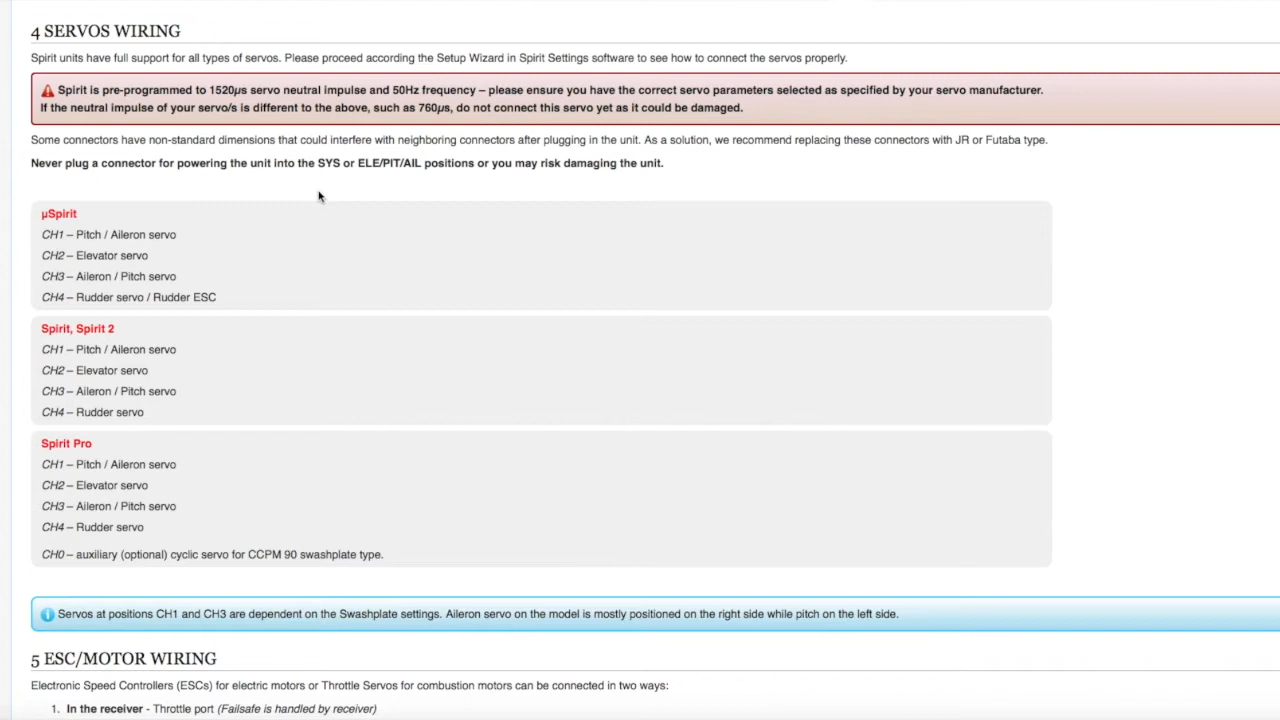 4 SERVOS WIRING
Spirit units have full support for all types of servos. Please proceed according the Setup Wizard in Spirit Settings software to see how to connect the servos properly.
Spirit is pre-programmed to 1520µs servo neutral impulse and 50Hz frequency – please ensure you have the correct servo parameters selected as specified by your servo manufacturer.
If the neutral impulse of your servo/s is different to the above, such as 760µs, do not connect this servo yet as it could be damaged.
Some connectors have non-standard dimensions that could interfere with neighboring connectors after plugging in the unit. As a solution, we recommend replacing these connectors with JR or Futaba type.
Never plug a connector for powering the unit into the SYS or ELE/PIT/AIL positions or you may risk damaging the unit.
µSpirit
CH1 – Pitch / Aileron servo
CH2 – Elevator servo
CH3 – Aileron / Pitch servo
CH4 – Rudder servo / Rudder ESC
Spirit, Spirit 2
CH1 – Pitch / Aileron servo
CH2 – Elevator servo
CH3 – Aileron / Pitch servo
CH4 – Rudder servo
Spirit Pro
CH1 – Pitch / Aileron servo
CH2 – Elevator servo
CH3 – Aileron / Pitch servo
CH4 – Rudder servo
CH0 – auxiliary (optional) cyclic servo for CCPM 90 swashplate type.
Servos at positions CH1 and CH3 are dependent on the Swashplate settings. Aileron servo on the model is mostly positioned on the right side while pitch on the left side.
5 ESC/MOTOR WIRING
Electronic Speed Controllers (ESCs) for electric motors or Throttle Servos for combustion motors can be connected in two ways:
1. In the receiver - Throttle port (Failsafe is handled by receiver)